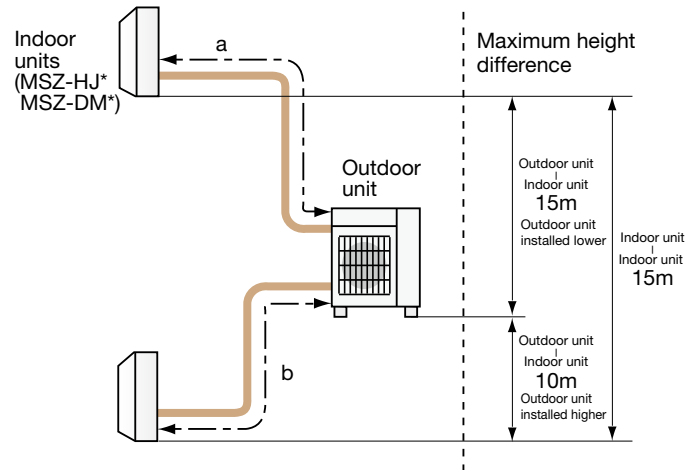 Indoor
units
(MSZ-HJ*
MSZ-DM*)
a
Outdoor
unit
b
Maximum height
difference
Outdoor unit
Indoor unit
15m
Outdoor unit
installed lower
Indoor unit
Indoor unit
15m
Outdoor unit
Indoor unit
10m
Outdoor unit
installed higher